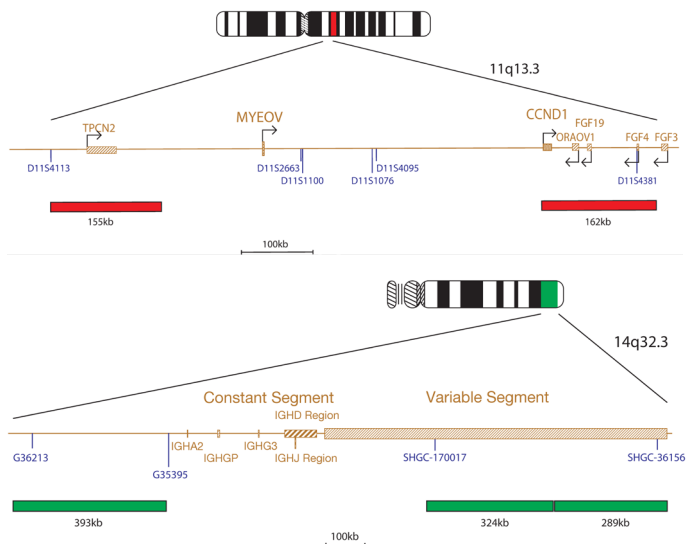 11q13.3
TPCN2
MYEOV
CCND1
FGF19
ORAOV1
FGF4
FGF3
D11S4113
D11S2663
D11S1100
D11S4095
D11S1076
D11S4381
155kb
162kb
100kb
14q32.3
Constant Segment
Variable Segment
IGHD Region
IGHA2
IGHGP
IGHG3
IGHJ Region
G36213
G35395
SHGC-170017
SHGC-36156
393kb
324kb
289kb
100kb